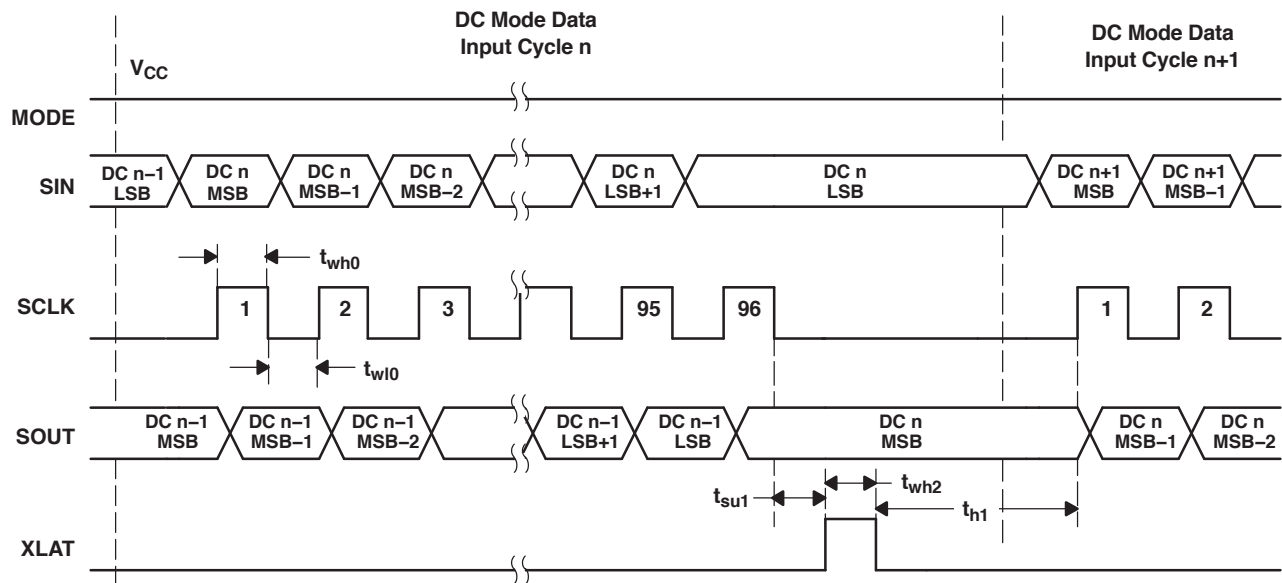 DC Mode Data
Input Cycle n
DC Mode Data
Input Cycle n+1
VCC
MODE
SIN
DC n−1
LSB
DC n
MSB
DC n
MSB−1
DC n
MSB−2
DC n
LSB+1
DC n
LSB
DC n+1
MSB
DC n+1
MSB−1
twh0
SCLK
1
2
3
95
96
1
2
twl0
SOUT
DC n−1
MSB
DC n−1
MSB−1
DC n−1
MSB−2
DC n−1
LSB+1
DC n−1
LSB
DC n
MSB
DC n
MSB−1
DC n
MSB−2
tsu1
twh2
th1
XLAT